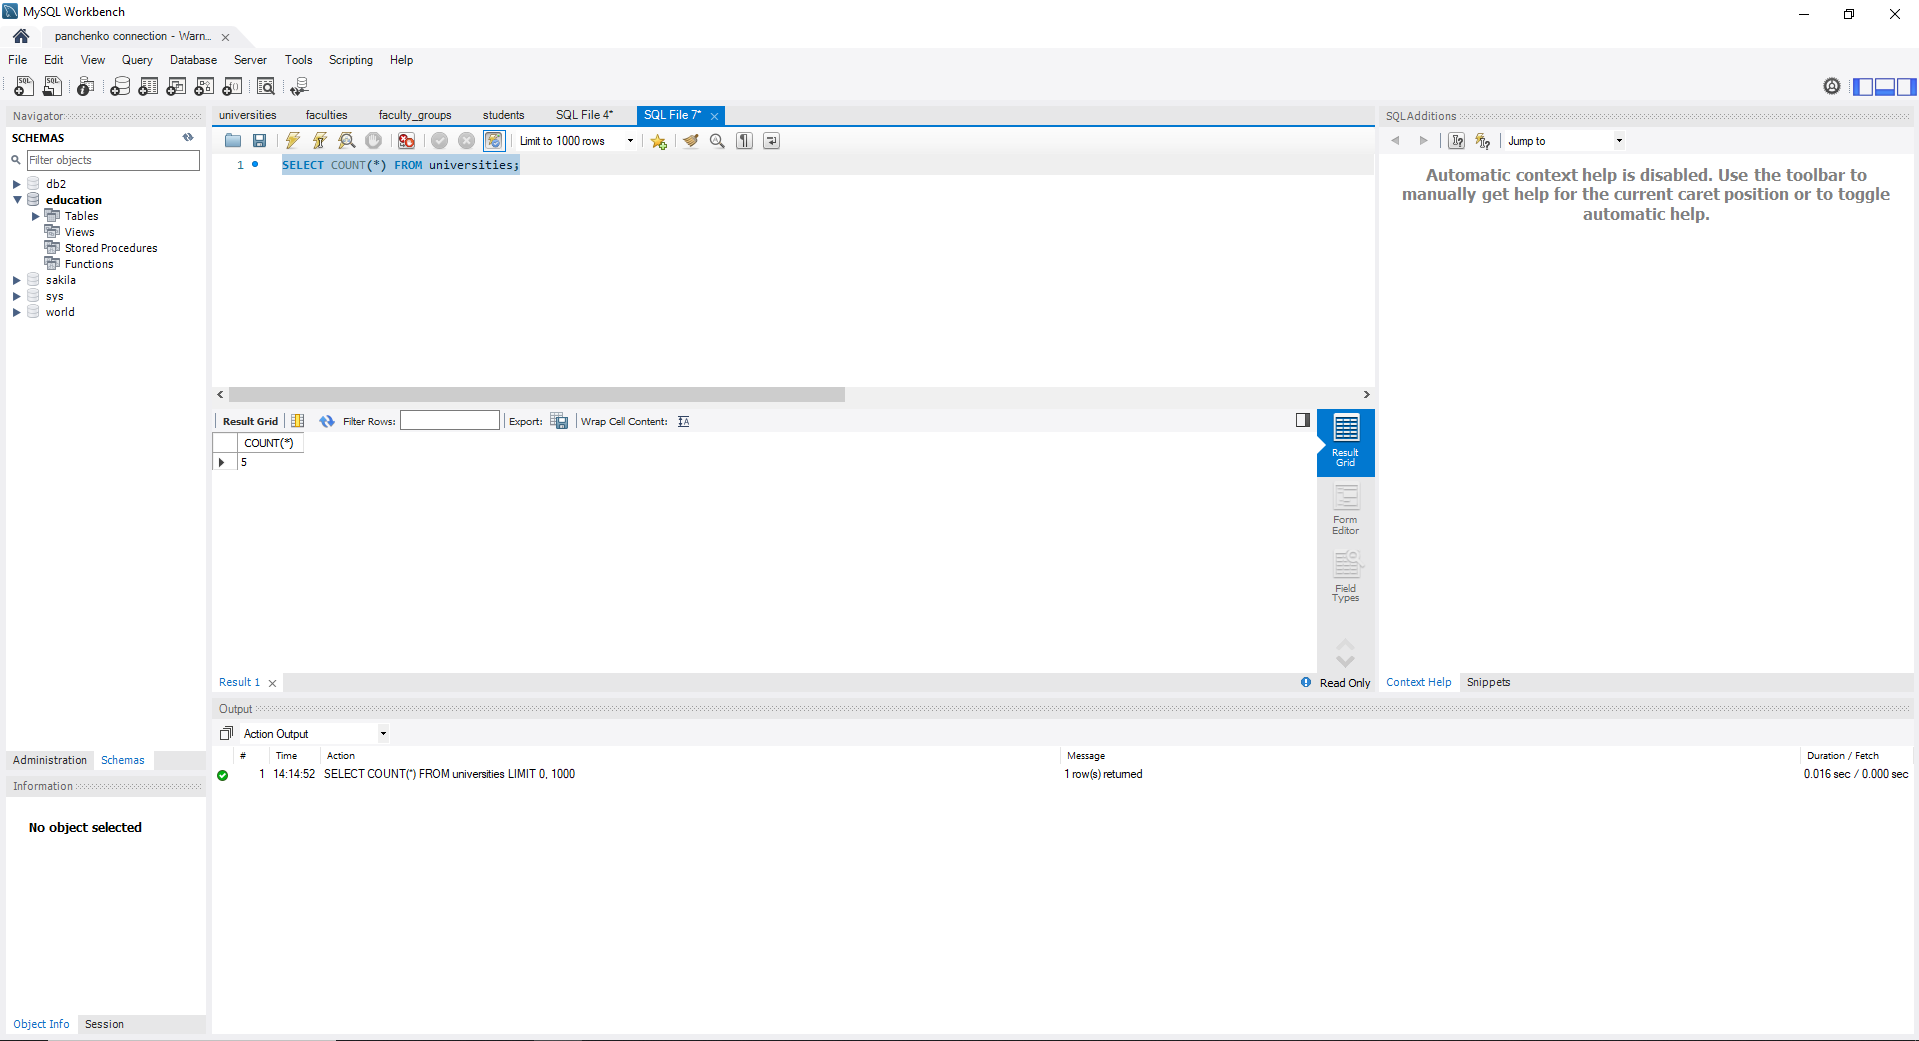 MySQL Workbench
panchenko connection - Warn...
File Edit View Query Database Server Tools Scripting Help
Navigator
SCHEMAS
Filter objects
db2
education
Tables
Views
Stored Procedures
Functions
sakila
sys
world
Administration Schemas
Information
No object selected
Object Info Session
universities faculties faculty_groups students SQL File 4* SQL File 7*
Limit to 1000 rows
1 SELECT COUNT(*) FROM universities;
Result Grid Filter Rows: Export: Wrap Cell Content:
COUNT(*)
5
Result Grid
Form Editor
Field Types
Result 1 Read Only
SQLAdditions
Jump to
Automatic context help is disabled. Use the toolbar to
manually get help for the current caret position or to toggle
automatic help.
Context Help Snippets
Output
Action Output
# Time Action Message Duration / Fetch
1 14:14:52 SELECT COUNT(*) FROM universities LIMIT 0, 1000 1 row(s) returned 0.016 sec / 0.000 sec